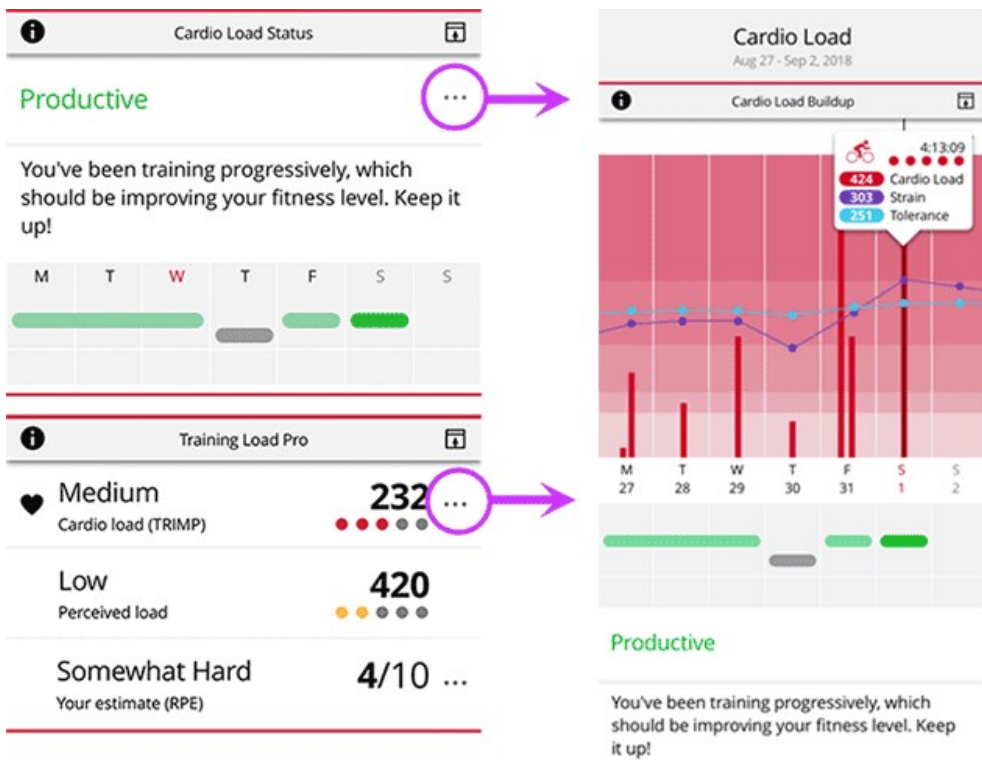 Cardio Load Status
Productive
...
You've been training progressively, which
should be improving your fitness level. Keep it
up!
M T W T F S S
Training Load Pro
Medium 232 ...
Cardio load (TRIMP)
Low 420
Perceived load
Somewhat Hard 4/10 ...
Your estimate (RPE)
Cardio Load
Aug 27 - Sep 2, 2018
Cardio Load Buildup
4:13:09
424 Cardio Load
303 Strain
251 Tolerance
M T W T F S S
27 28 29 30 31 1 2
Productive
You've been training progressively, which
should be improving your fitness level. Keep
it up!